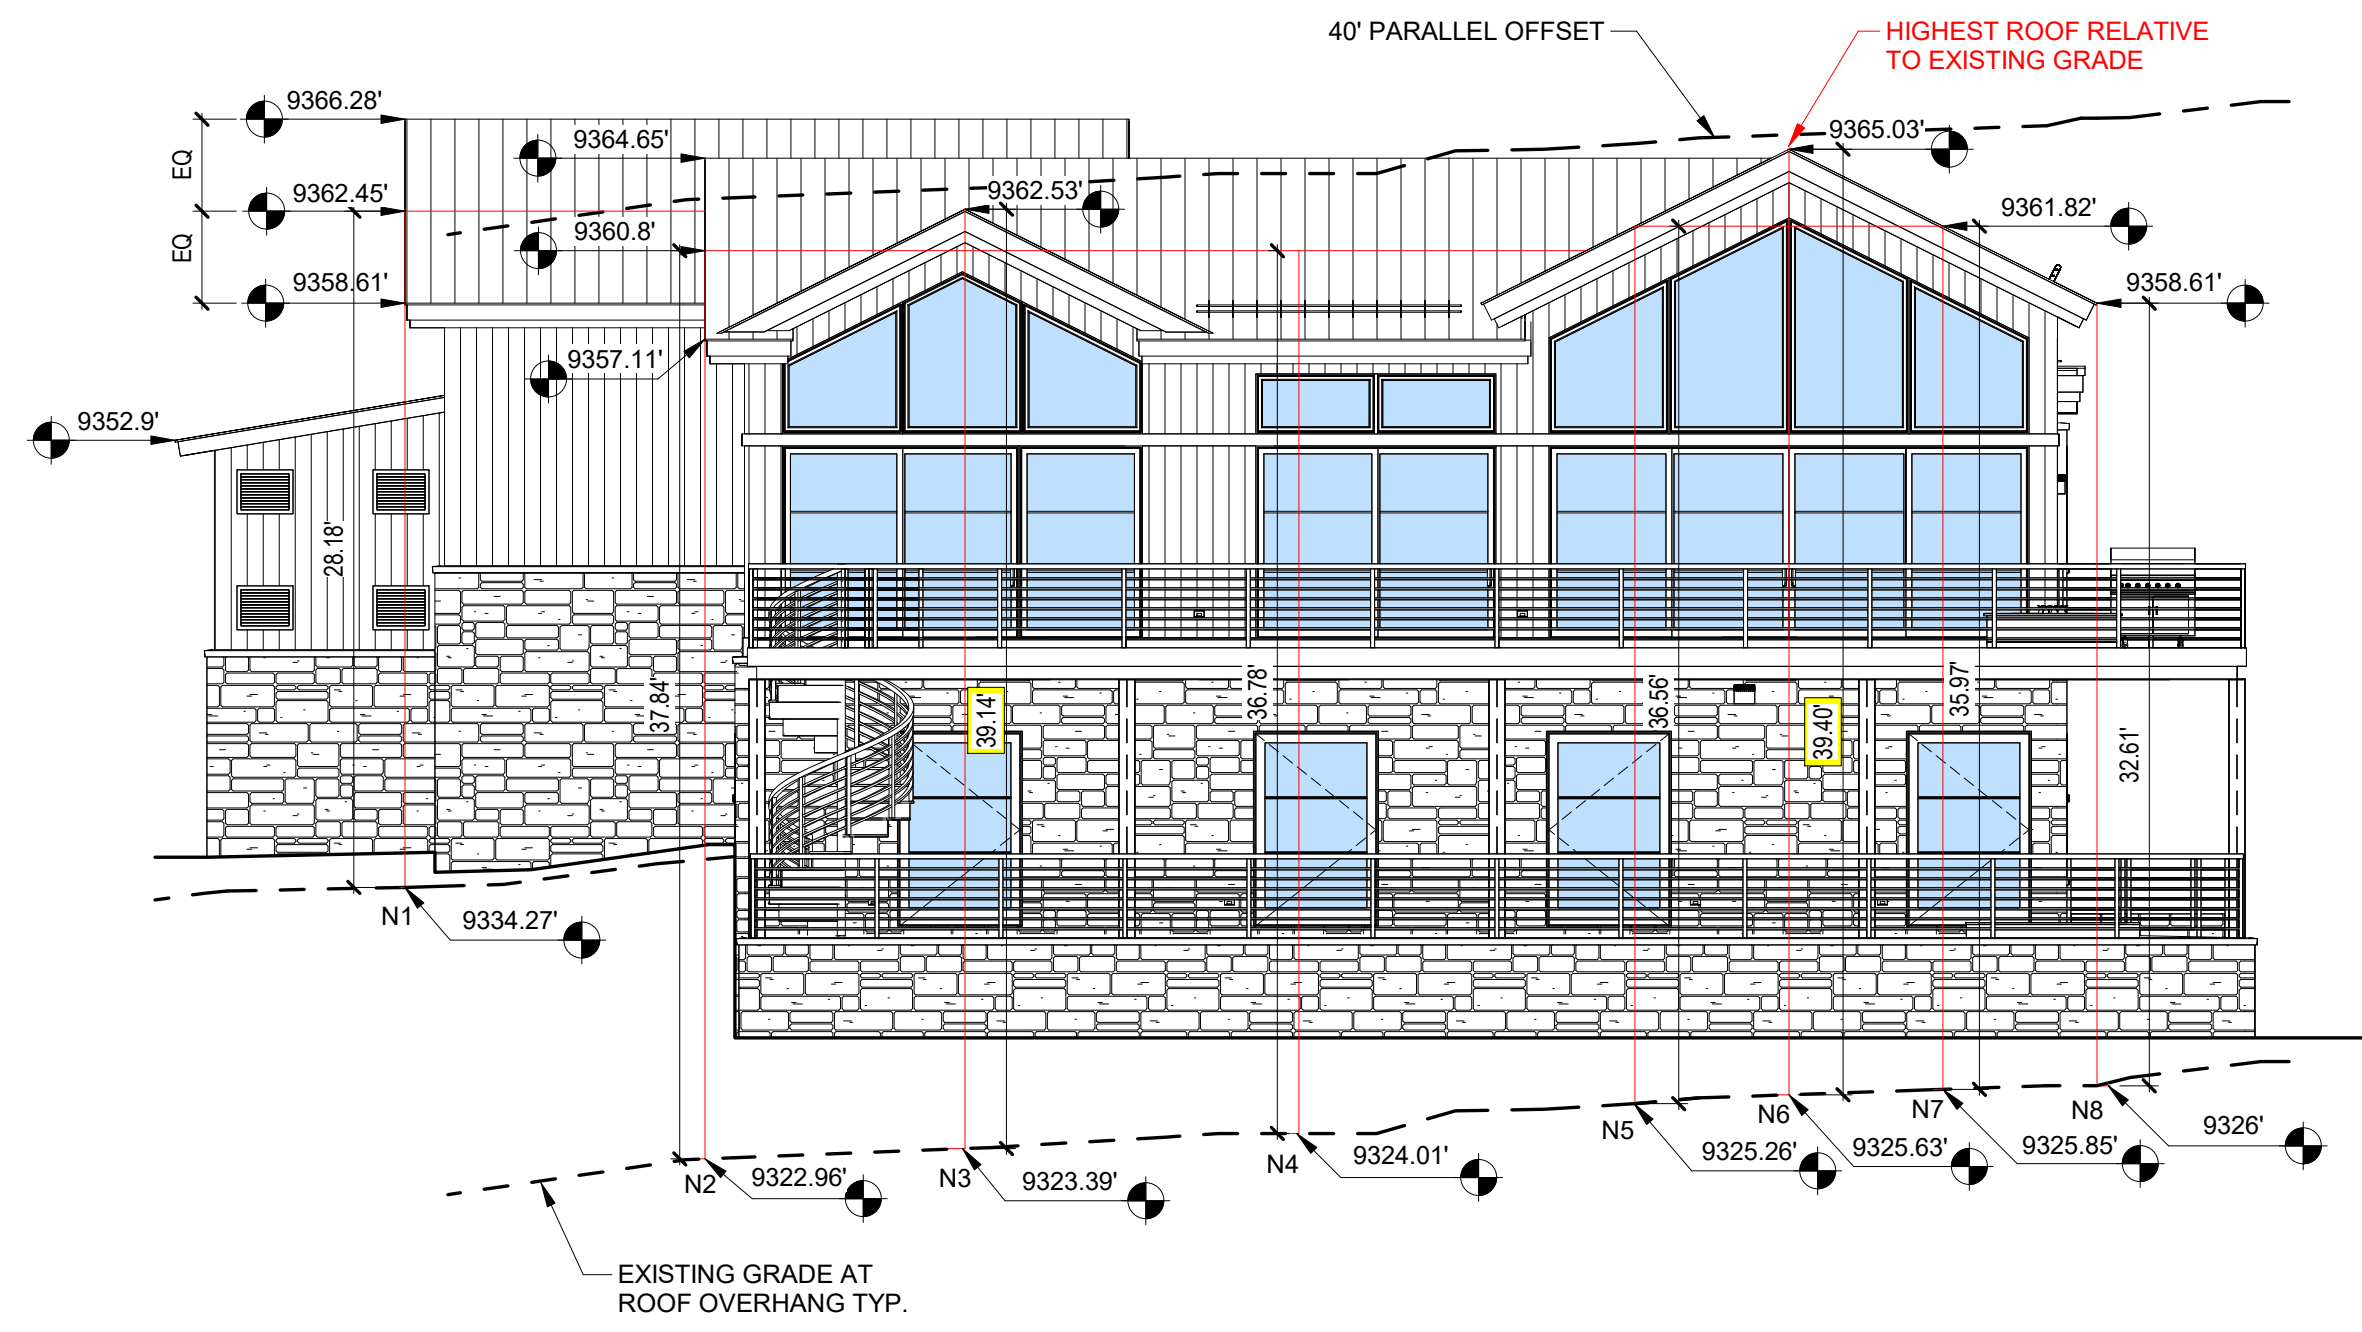 40' PARALLEL OFFSET
HIGHEST ROOF RELATIVE
TO EXISTING GRADE
9366.28'
9364.65'
9365.03'
EQ
9362.45'
9362.53'
9361.82'
9360.8'
EQ
9358.61'
9358.61'
9357.11'
9352.9'
28.18'
37.84'
39.14'
36.78'
36.56'
39.40'
35.97'
32.61'
N1
9334.27'
N2
9322.96'
N3
9323.39'
N4
9324.01'
N5
9325.26'
N6
9325.63'
N7
9325.85'
N8
9326'
EXISTING GRADE AT
ROOF OVERHANG TYP.